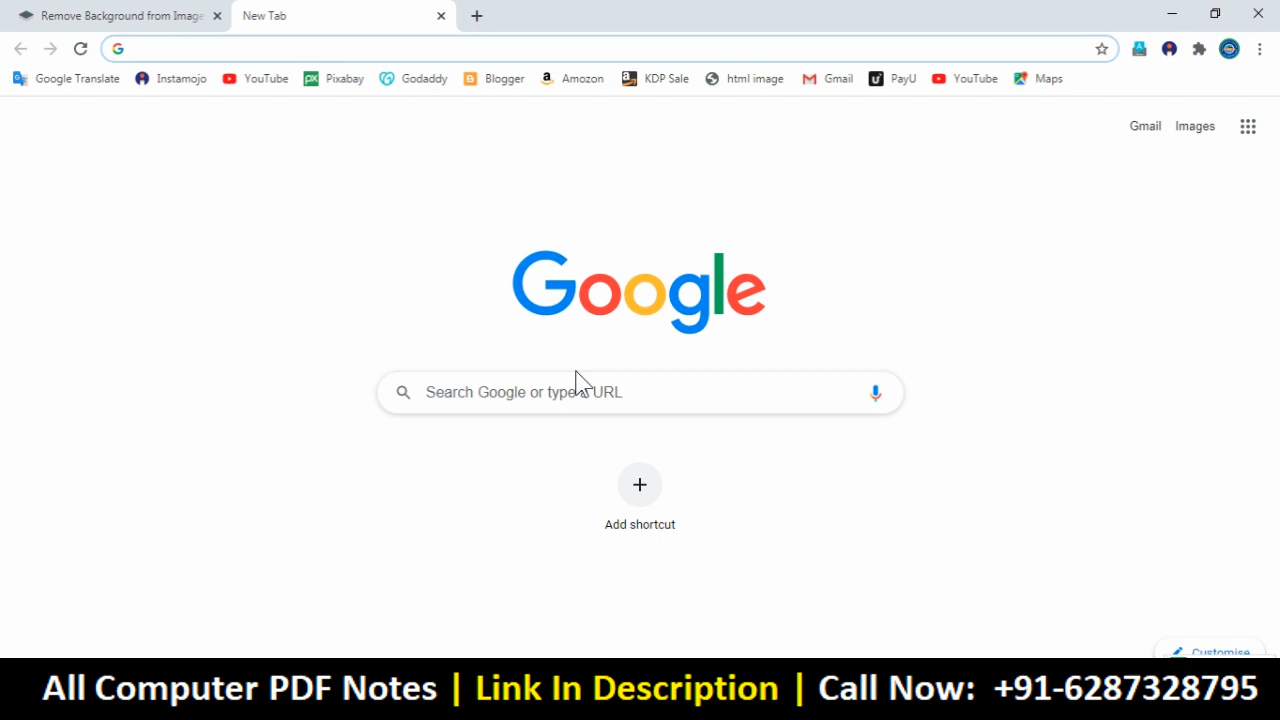 Remove Background from Image
New Tab
Google Translate
Instamojo
YouTube
Pixabay
Godaddy
Blogger
Amozon
KDP Sale
html image
Gmail
PayU
YouTube
Maps
Gmail Images
Google
Search Google or type URL
Add shortcut
Customise
All Computer PDF Notes | Link In Description | Call Now: +91-6287328795